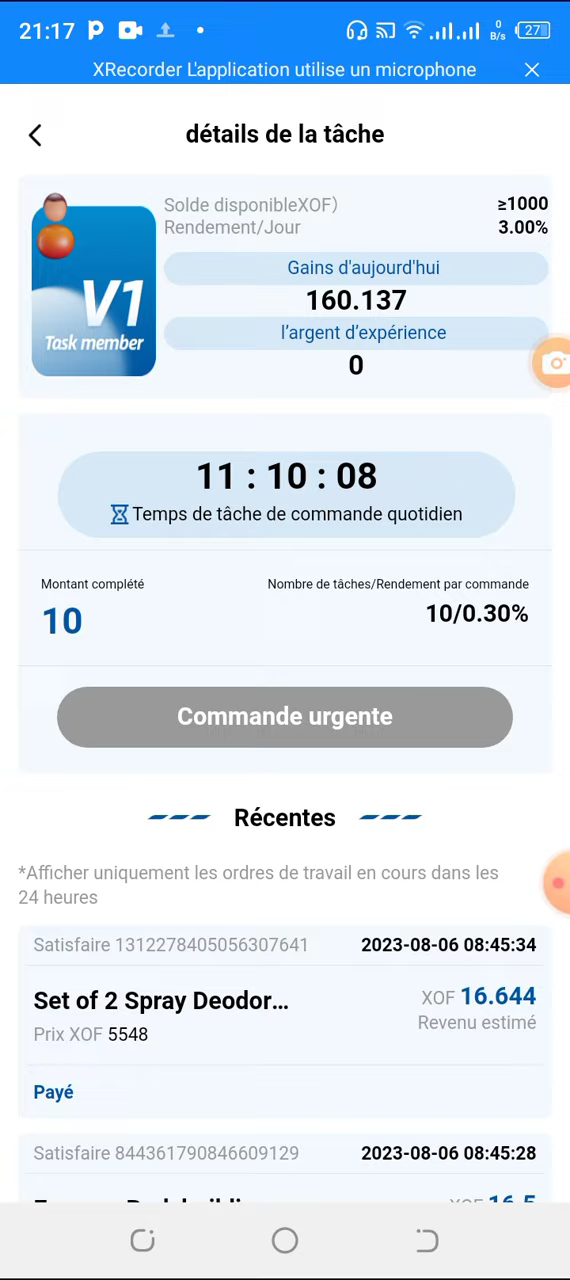 21:17
0
B/s
27
XRecorder L'application utilise un microphone
détails de la tâche
Solde disponibleXOF) ≥1000
Rendement/Jour 3.00%
V1
Task member
Gains d'aujourd'hui
160.137
l’argent d’expérience
0
11 : 10 : 08
Temps de tâche de commande quotidien
Montant complété Nombre de tâches/Rendement par commande
10 10/0.30%
Commande urgente
Récentes
*Afficher uniquement les ordres de travail en cours dans les
24 heures
Satisfaire 1312278405056307641 2023-08-06 08:45:34
Set of 2 Spray Deodor... XOF 16.644
Prix XOF 5548 Revenu estimé
Payé
Satisfaire 844361790846609129 2023-08-06 08:45:28
XOF 16.5